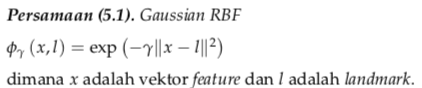 Persamaan (5.1). Gaussian RBF
ϕγ (x, l) = exp (−γ||x − l||²)
dimana x adalah vektor feature dan l adalah landmark.